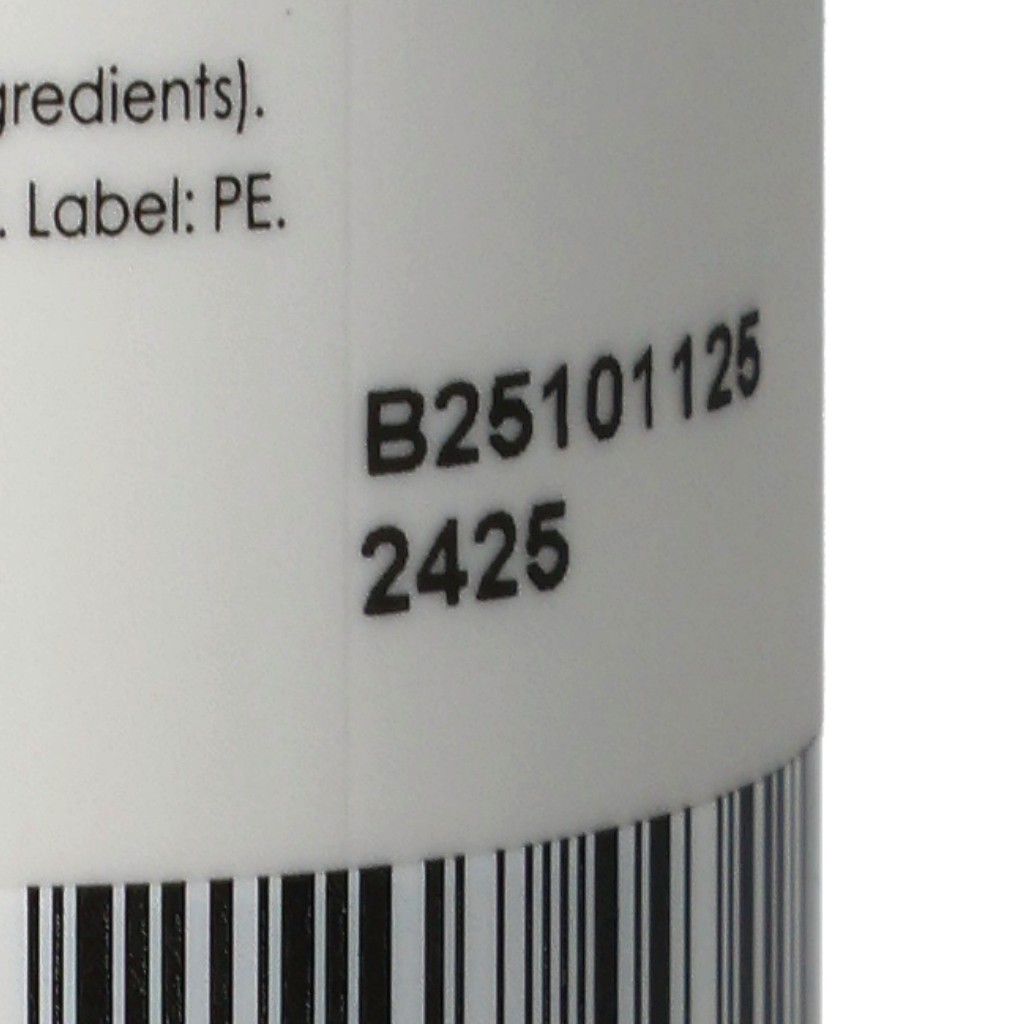 gredients).
. Label: PE.
B25101125
2425